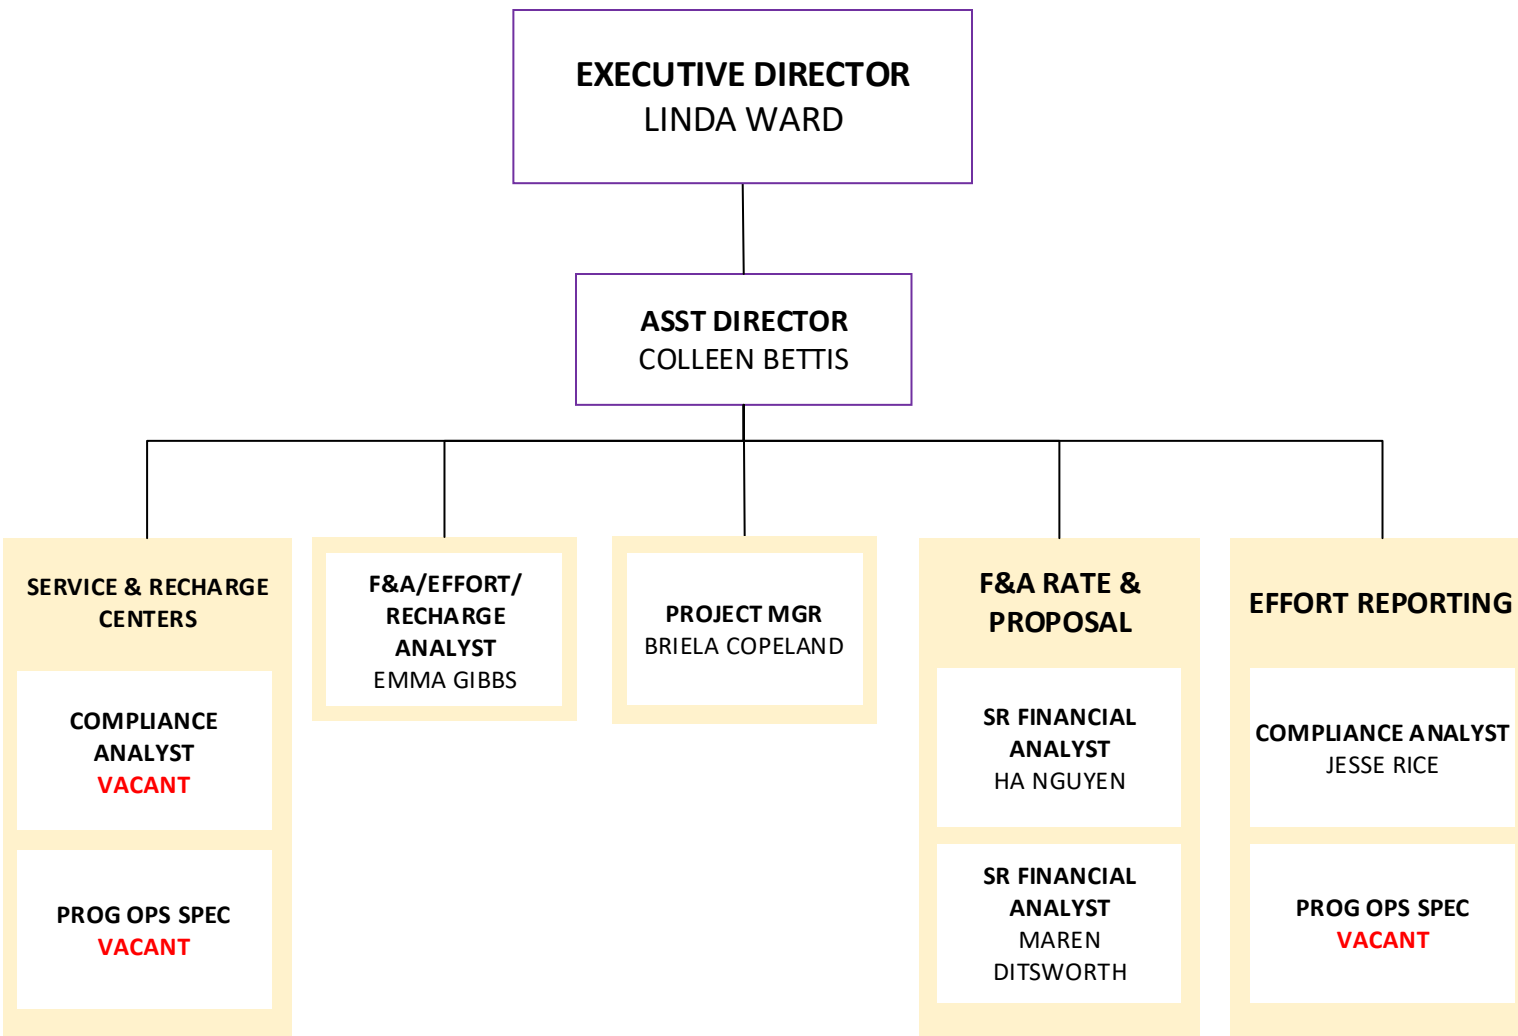 EXECUTIVE DIRECTOR
LINDA WARD
ASST DIRECTOR
COLLEEN BETTIS
SERVICE & RECHARGE
CENTERS
COMPLIANCE
ANALYST
VACANT
PROG OPS SPEC
VACANT
F&A/EFFORT/
RECHARGE
ANALYST
EMMA GIBBS
PROJECT MGR
BRIELA COPELAND
F&A RATE &
PROPOSAL
SR FINANCIAL
ANALYST
HA NGUYEN
SR FINANCIAL
ANALYST
MAREN
DITSWORTH
EFFORT REPORTING
COMPLIANCE ANALYST
JESSE RICE
PROG OPS SPEC
VACANT